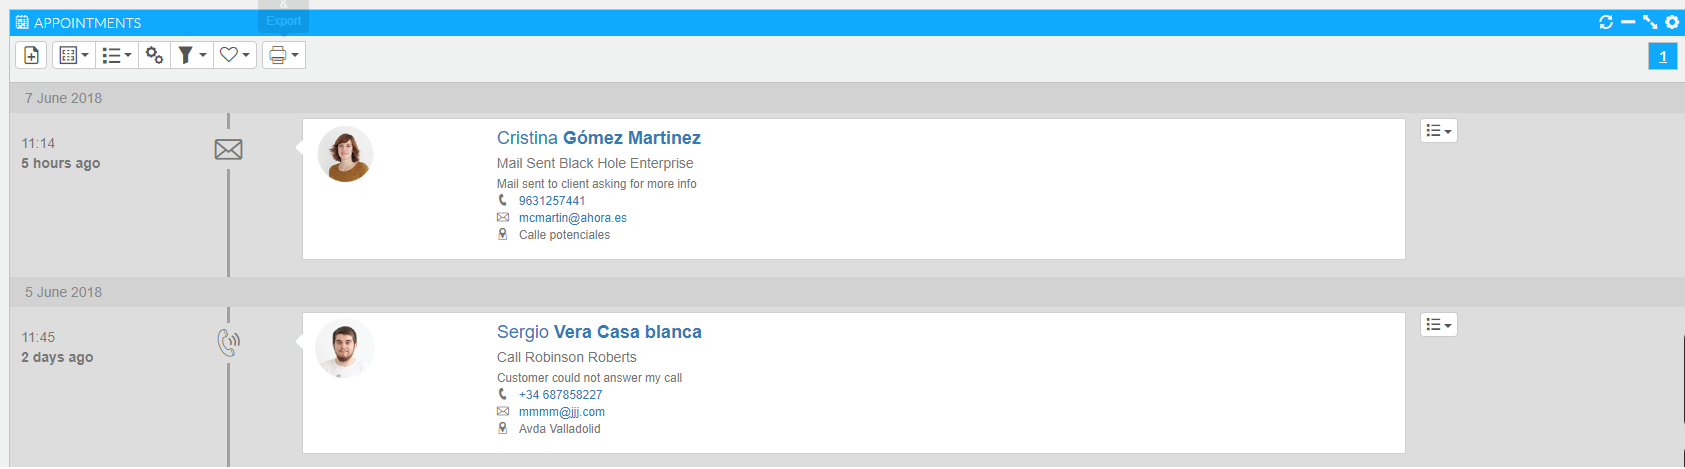 &
Export
APPOINTMENTS
1
7 June 2018
11:14
5 hours ago
Cristina Gómez Martinez
Mail Sent Black Hole Enterprise
Mail sent to client asking for more info
9631257441
mcmartin@ahora.es
Calle potenciales
5 June 2018
11:45
2 days ago
Sergio Vera Casa blanca
Call Robinson Roberts
Customer could not answer my call
+34 687858227
mmmm@jjj.com
Avda Valladolid